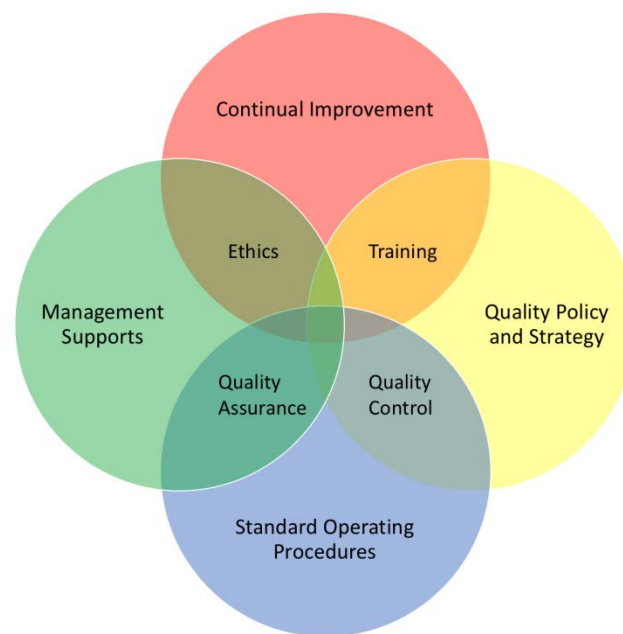 Continual Improvement
Ethics
Training
Management
Supports
Quality Policy
and Strategy
Quality
Assurance
Quality
Control
Standard Operating
Procedures